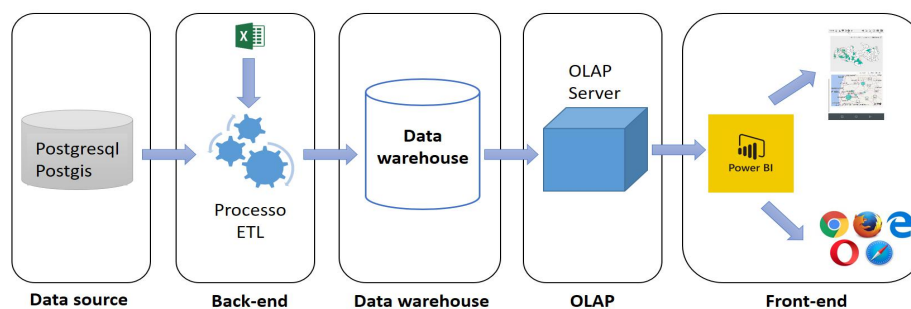 Postgresql
Postgis
Data source
X
Processo
ETL
Back-end
Data
warehouse
Data warehouse
OLAP
Server
OLAP
Power BI
Front-end